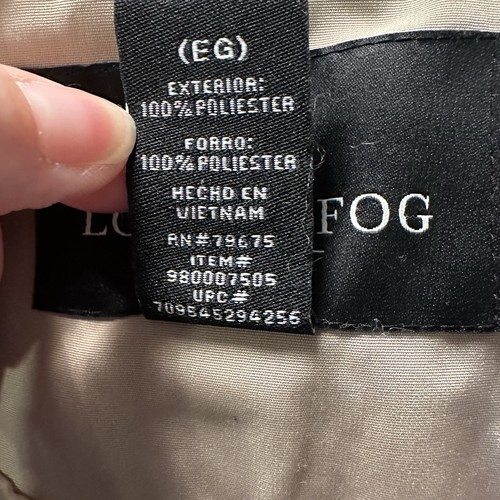 (EG)
EXTERIOR:
100% POLIESTER
FORRO:
100% POLIESTER
HECHO EN
VIETNAM
RN#79675
ITEM#
980007505
UPC#
709545294256
FOG